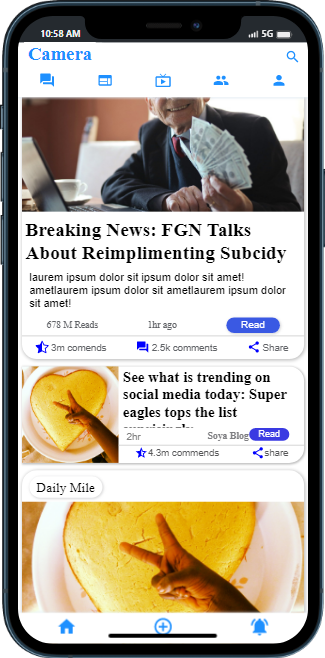 10:58 AM
5G
Camera
Breaking News: FGN Talks
About Reimplimenting Subcidy
laurem ipsum dolor sit ipsum dolor sit amet!
ametlaurem ipsum dolor sit ametlaurem ipsum dolor
sit amet!
678 M Reads 1hr ago Read
3m comends 2.5k comments Share
See what is trending on
social media today: Super
eagles tops the list
2hr Soya Blog Read
4.3m commends share
Daily Mile